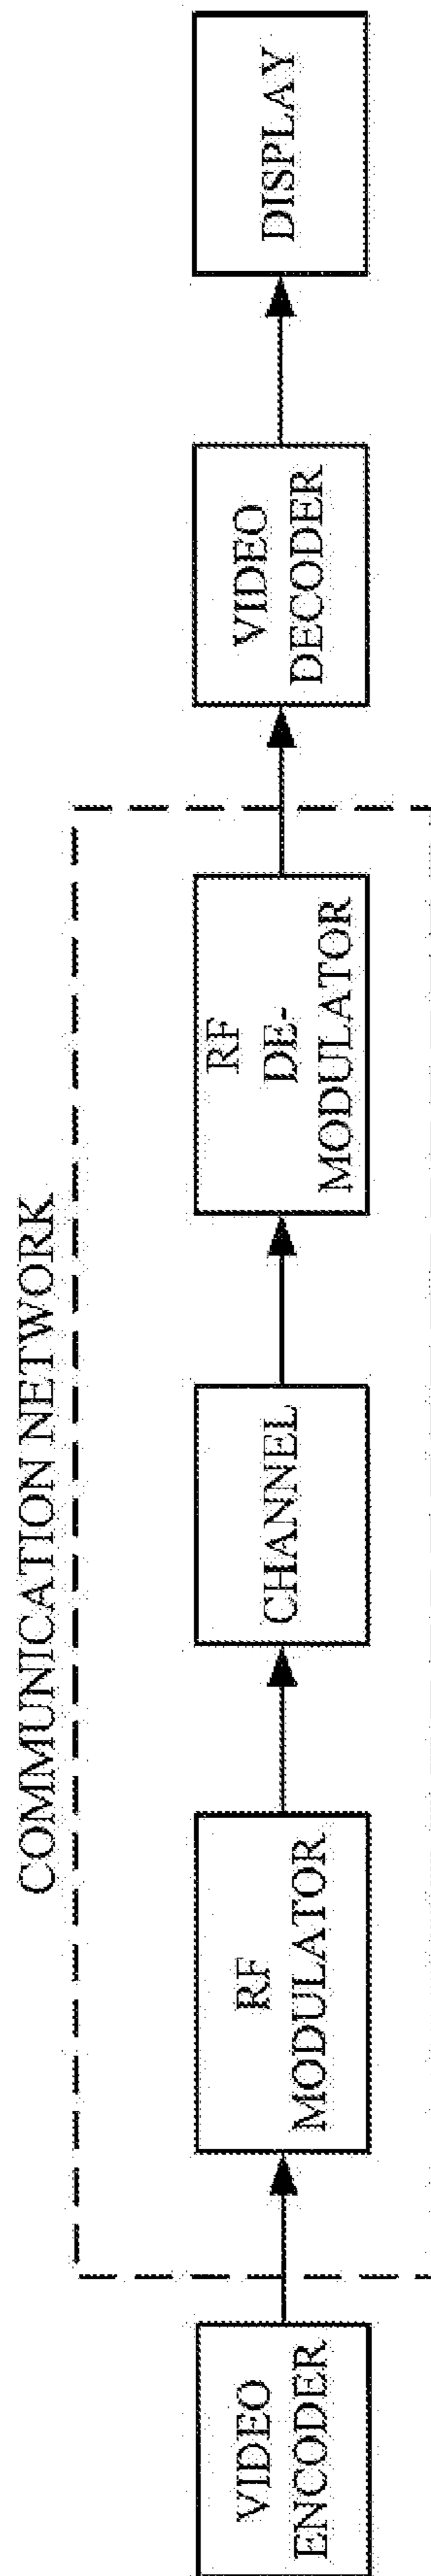 COMMUNICATION NETWORK
VIDEO
ENCODER
RF
MODULATOR
CHANNEL
RF
DE-
MODULATOR
VIDEO
DECODER
DISPLAY